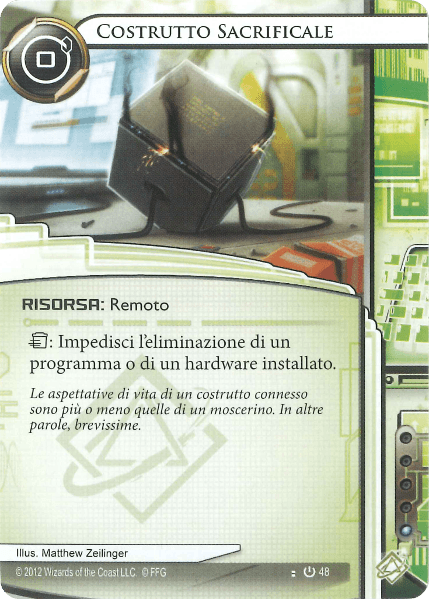 Costrutto Sacrificale
0
RISORSA: Remoto
: Impedisci l'eliminazione di un
programma o di un hardware installato.
Le aspettative di vita di un costrutto connesso
sono più o meno quelle di un moscerino. In altre
parole, brevissime.
Illus. Matthew Zeilinger
© 2012 Wizards of the Coast LLC © FFG
48